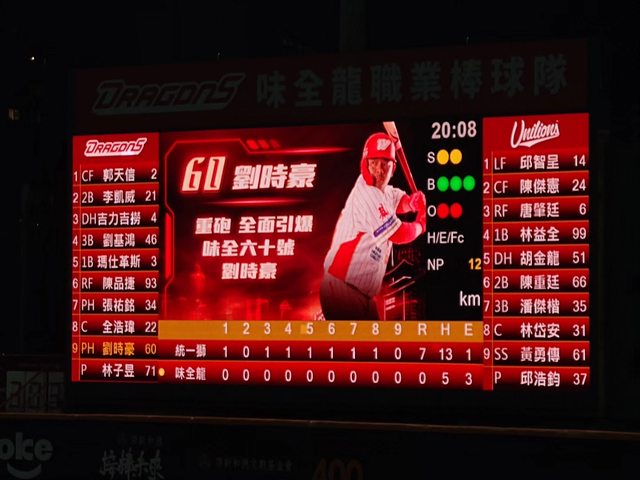 DRAGONS 味全龍職業棒球隊
DRAGONS
1 CF 郭天信 2
2 2B 李凱威 21
3 DH 吉力吉撈 4
4 3B 劉基鴻 46
5 1B 瑪仕革斯 3
6 RF 陳品捷 93
7 PH 張祐銘 34
8 C 全浩瑋 22
9 PH 劉時豪 60
P 林子昱 71
60 劉時豪
重砲 全面引爆
味全六十號
劉時豪
20:08
S
B
O
H/E/Fc
NP 12
km
1 2 3 4 5 6 7 8 9 R H E
統一獅 1 0 1 1 1 1 1 1 0 7 13 1
味全龍 0 0 0 0 0 0 0 0 0 0 5 3
Unilions
1 LF 邱智呈 14
2 CF 陳傑憲 24
3 RF 唐肇廷 6
4 1B 林益全 99
5 DH 胡金龍 51
6 2B 陳重廷 66
7 3B 潘傑楷 35
8 C 林岱安 31
9 SS 黃勇傳 61
P 邱浩鈞 37
400